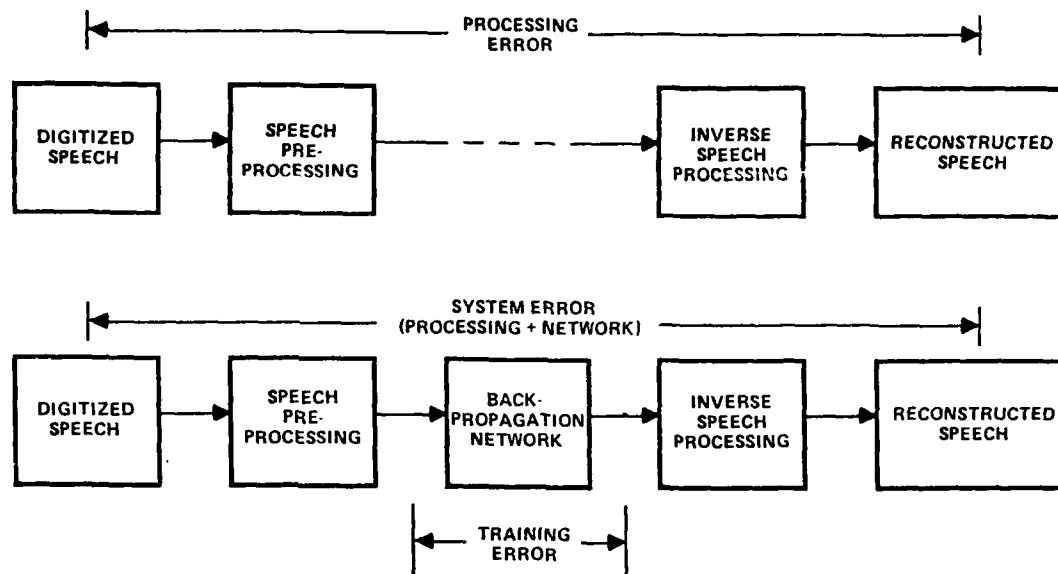 PROCESSING
ERROR
DIGITIZED
SPEECH
SPEECH
PRE-
PROCESSING
INVERSE
SPEECH
PROCESSING
RECONSTRUCTED
SPEECH
SYSTEM ERROR
(PROCESSING + NETWORK)
DIGITIZED
SPEECH
SPEECH
PRE-
PROCESSING
BACK-
PROPAGATION
NETWORK
INVERSE
SPEECH
PROCESSING
RECONSTRUCTED
SPEECH
TRAINING
ERROR